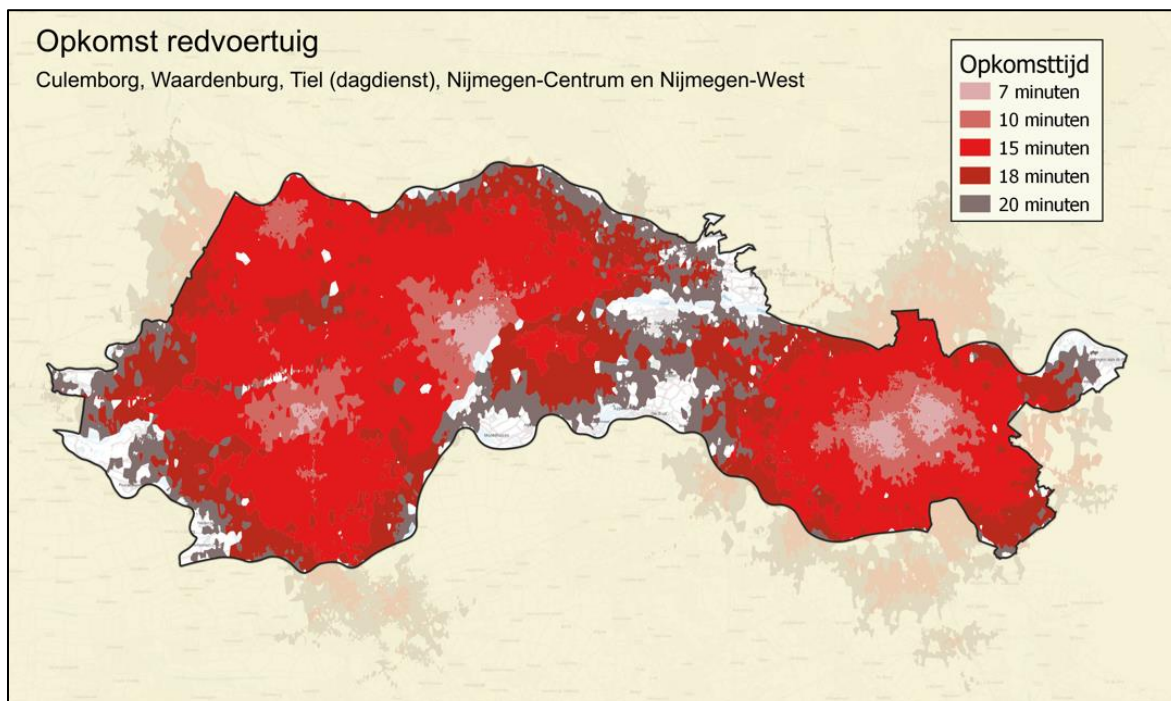 Opkomst redvoertuig
Culemborg, Waardenburg, Tiel (dagdienst), Nijmegen-Centrum en Nijmegen-West
Opkomsttijd
7 minuten
10 minuten
15 minuten
18 minuten
20 minuten